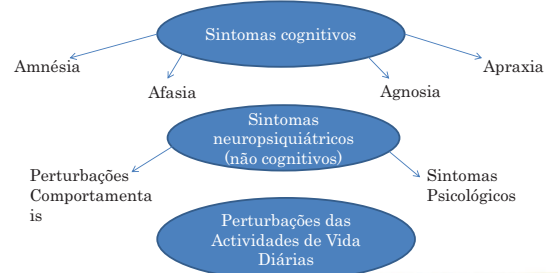 Sintomas cognitivos
Amnésia
Apraxia
Afasia
Agnosia
Sintomas
neuropsiquiátricos
(não cognitivos)
Perturbações
Comportamenta
is
Sintomas
Psicológicos
Perturbações das
Actividades de Vida
Diárias